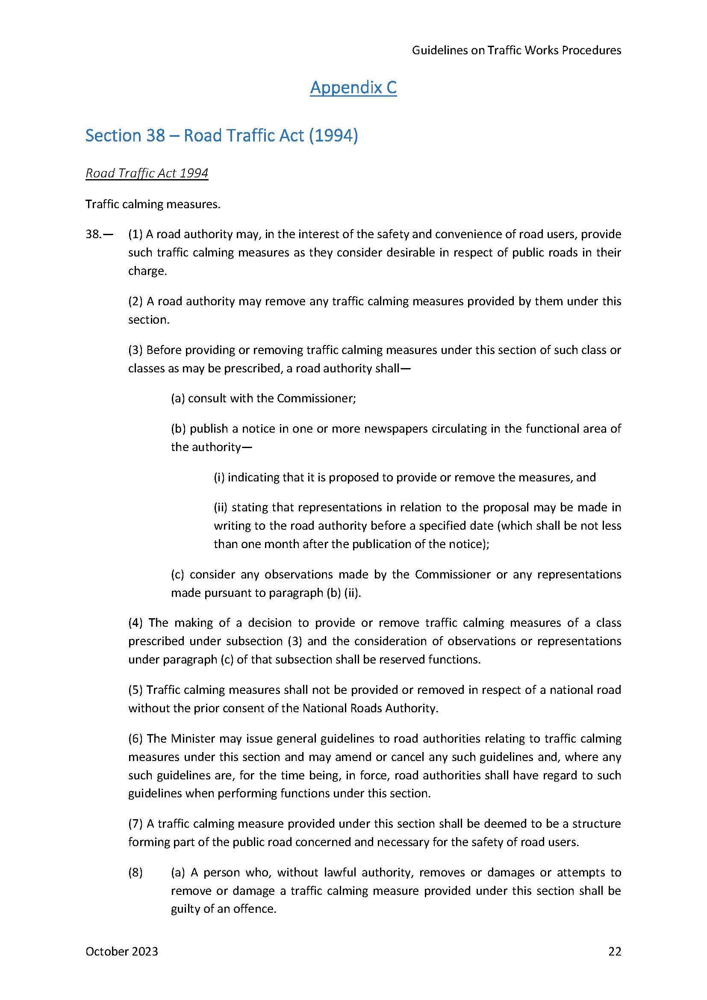 Guidelines on Traffic Works Procedures
Appendix C
Section 38 – Road Traffic Act (1994)
Road Traffic Act 1994
Traffic calming measures.
38.— (1) A road authority may, in the interest of the safety and convenience of road users, provide
such traffic calming measures as they consider desirable in respect of public roads in their
charge.
(2) A road authority may remove any traffic calming measures provided by them under this
section.
(3) Before providing or removing traffic calming measures under this section of such class or
classes as may be prescribed, a road authority shall—
(a) consult with the Commissioner;
(b) publish a notice in one or more newspapers circulating in the functional area of
the authority—
(i) indicating that it is proposed to provide or remove the measures, and
(ii) stating that representations in relation to the proposal may be made in
writing to the road authority before a specified date (which shall be not less
than one month after the publication of the notice);
(c) consider any observations made by the Commissioner or any representations
made pursuant to paragraph (b) (ii).
(4) The making of a decision to provide or remove traffic calming measures of a class
prescribed under subsection (3) and the consideration of observations or representations
under paragraph (c) of that subsection shall be reserved functions.
(5) Traffic calming measures shall not be provided or removed in respect of a national road
without the prior consent of the National Roads Authority.
(6) The Minister may issue general guidelines to road authorities relating to traffic calming
measures under this section and may amend or cancel any such guidelines and, where any
such guidelines are, for the time being, in force, road authorities shall have regard to such
guidelines when performing functions under this section.
(7) A traffic calming measure provided under this section shall be deemed to be a structure
forming part of the public road concerned and necessary for the safety of road users.
(8) (a) A person who, without lawful authority, removes or damages or attempts to
remove or damage a traffic calming measure provided under this section shall be
guilty of an offence.
October 2023 22